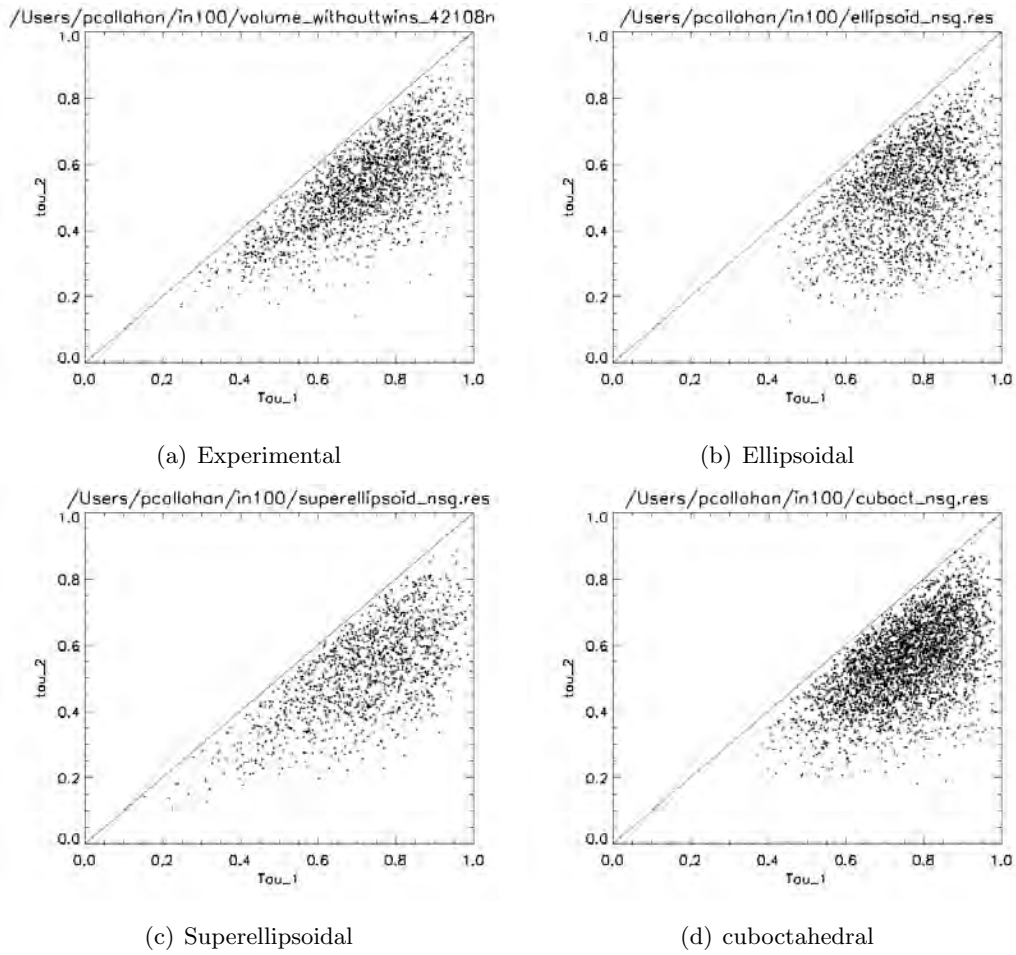 /Users/pcallahan/in100/volume_withouttwins_42108n
1.0
0.8
0.6
0.4
0.2
0.0
tau_2
0.0 0.2 0.4 0.6 0.8 1.0
Tau_1
(a) Experimental
/Users/pcallahan/in100/ellipsoid_nsg.res
1.0
0.8
0.6
0.4
0.2
0.0
tau_2
0.0 0.2 0.4 0.6 0.8 1.0
Tau_1
(b) Ellipsoidal
/Users/pcallahan/in100/superellipsoid_nsg.res
1.0
0.8
0.6
0.4
0.2
0.0
tau_2
0.0 0.2 0.4 0.6 0.8 1.0
Tau_1
(c) Superellipsoidal
/Users/pcallahan/in100/cuboct_nsg.res
1.0
0.8
0.6
0.4
0.2
0.0
tau_2
0.0 0.2 0.4 0.6 0.8 1.0
Tau_1
(d) cuboctahedral